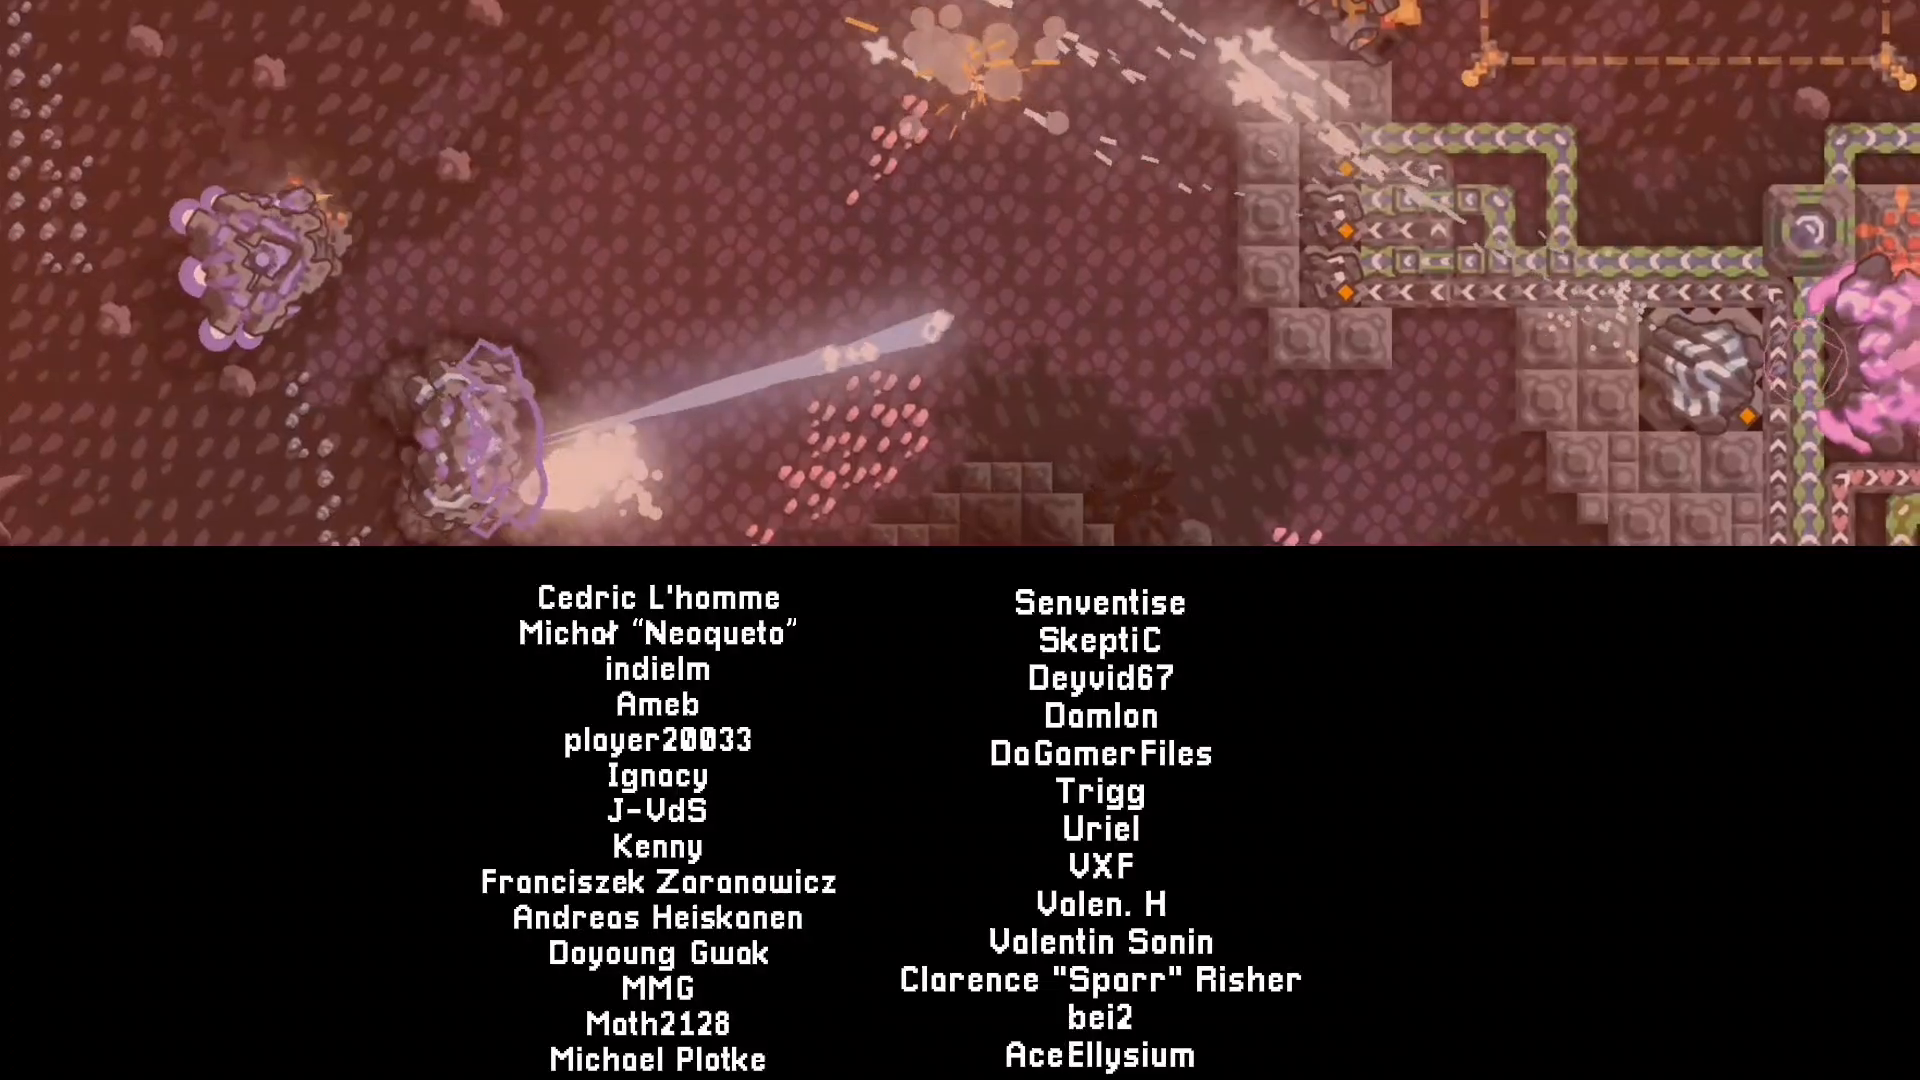 Cedric L'homme
Michał “Neoqueto”
indielm
Ameb
player20033
Ignacy
J-VdS
Kenny
Franciszek Zaranowicz
Andreas Heiskanen
Doyoung Gwak
MMG
Math2128
Michael Plotke
Senventise
SkeptiC
Deyvid67
Damlon
DaGamerFiles
Trigg
Uriel
VXF
Valen. H
Valentin Sonin
Clarence "Sparr" Risher
bei2
AceEllysium